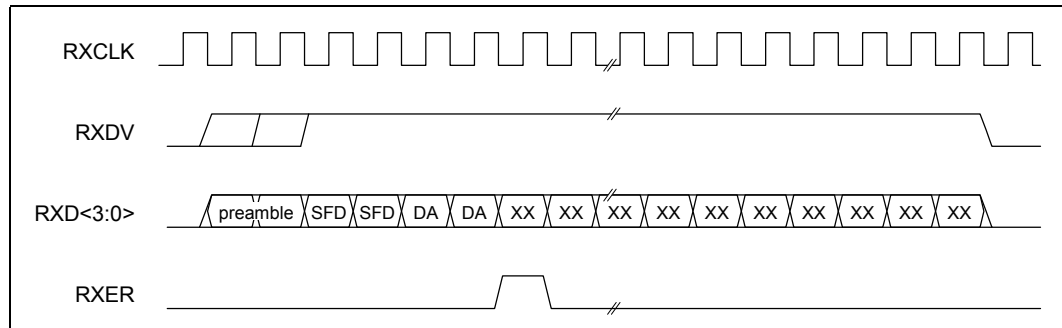 RXCLK
RXDV
RXD<3:0> preamble SFD SFD DA DA XX XX XX XX XX XX XX XX XX XX
RXER